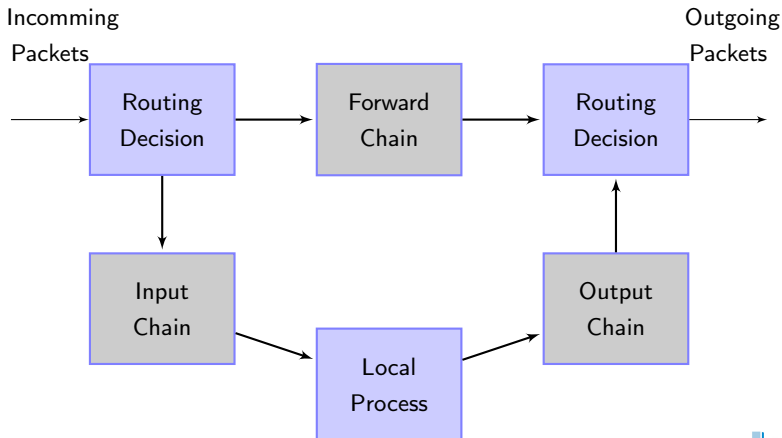 Incomming
Packets
Outgoing
Packets
Routing
Decision
Forward
Chain
Routing
Decision
Input
Chain
Output
Chain
Local
Process